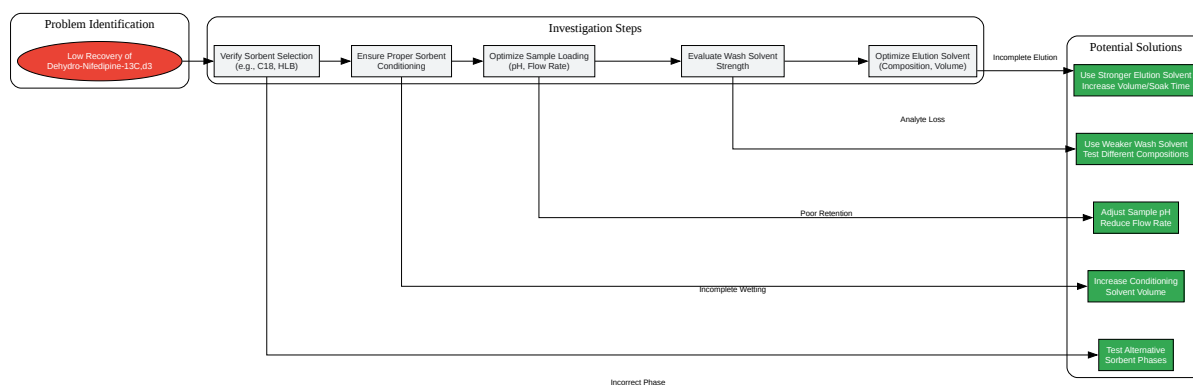 Problem Identification
Low Recovery of
Dehydro-Nifedipine-13C,d3
Investigation Steps
Verify Sorbent Selection
(e.g., C18, HLB)
Ensure Proper Sorbent
Conditioning
Optimize Sample Loading
(pH, Flow Rate)
Evaluate Wash Solvent
Strength
Optimize Elution Solvent
(Composition, Volume)
Incomplete Elution
Analyte Loss
Poor Retention
Incomplete Wetting
Incorrect Phase
Potential Solutions
Use Stronger Elution Solvent
Increase Volume/Soak Time
Use Weaker Wash Solvent
Test Different Compositions
Adjust Sample pH
Reduce Flow Rate
Increase Conditioning
Solvent Volume
Test Alternative
Sorbent Phases